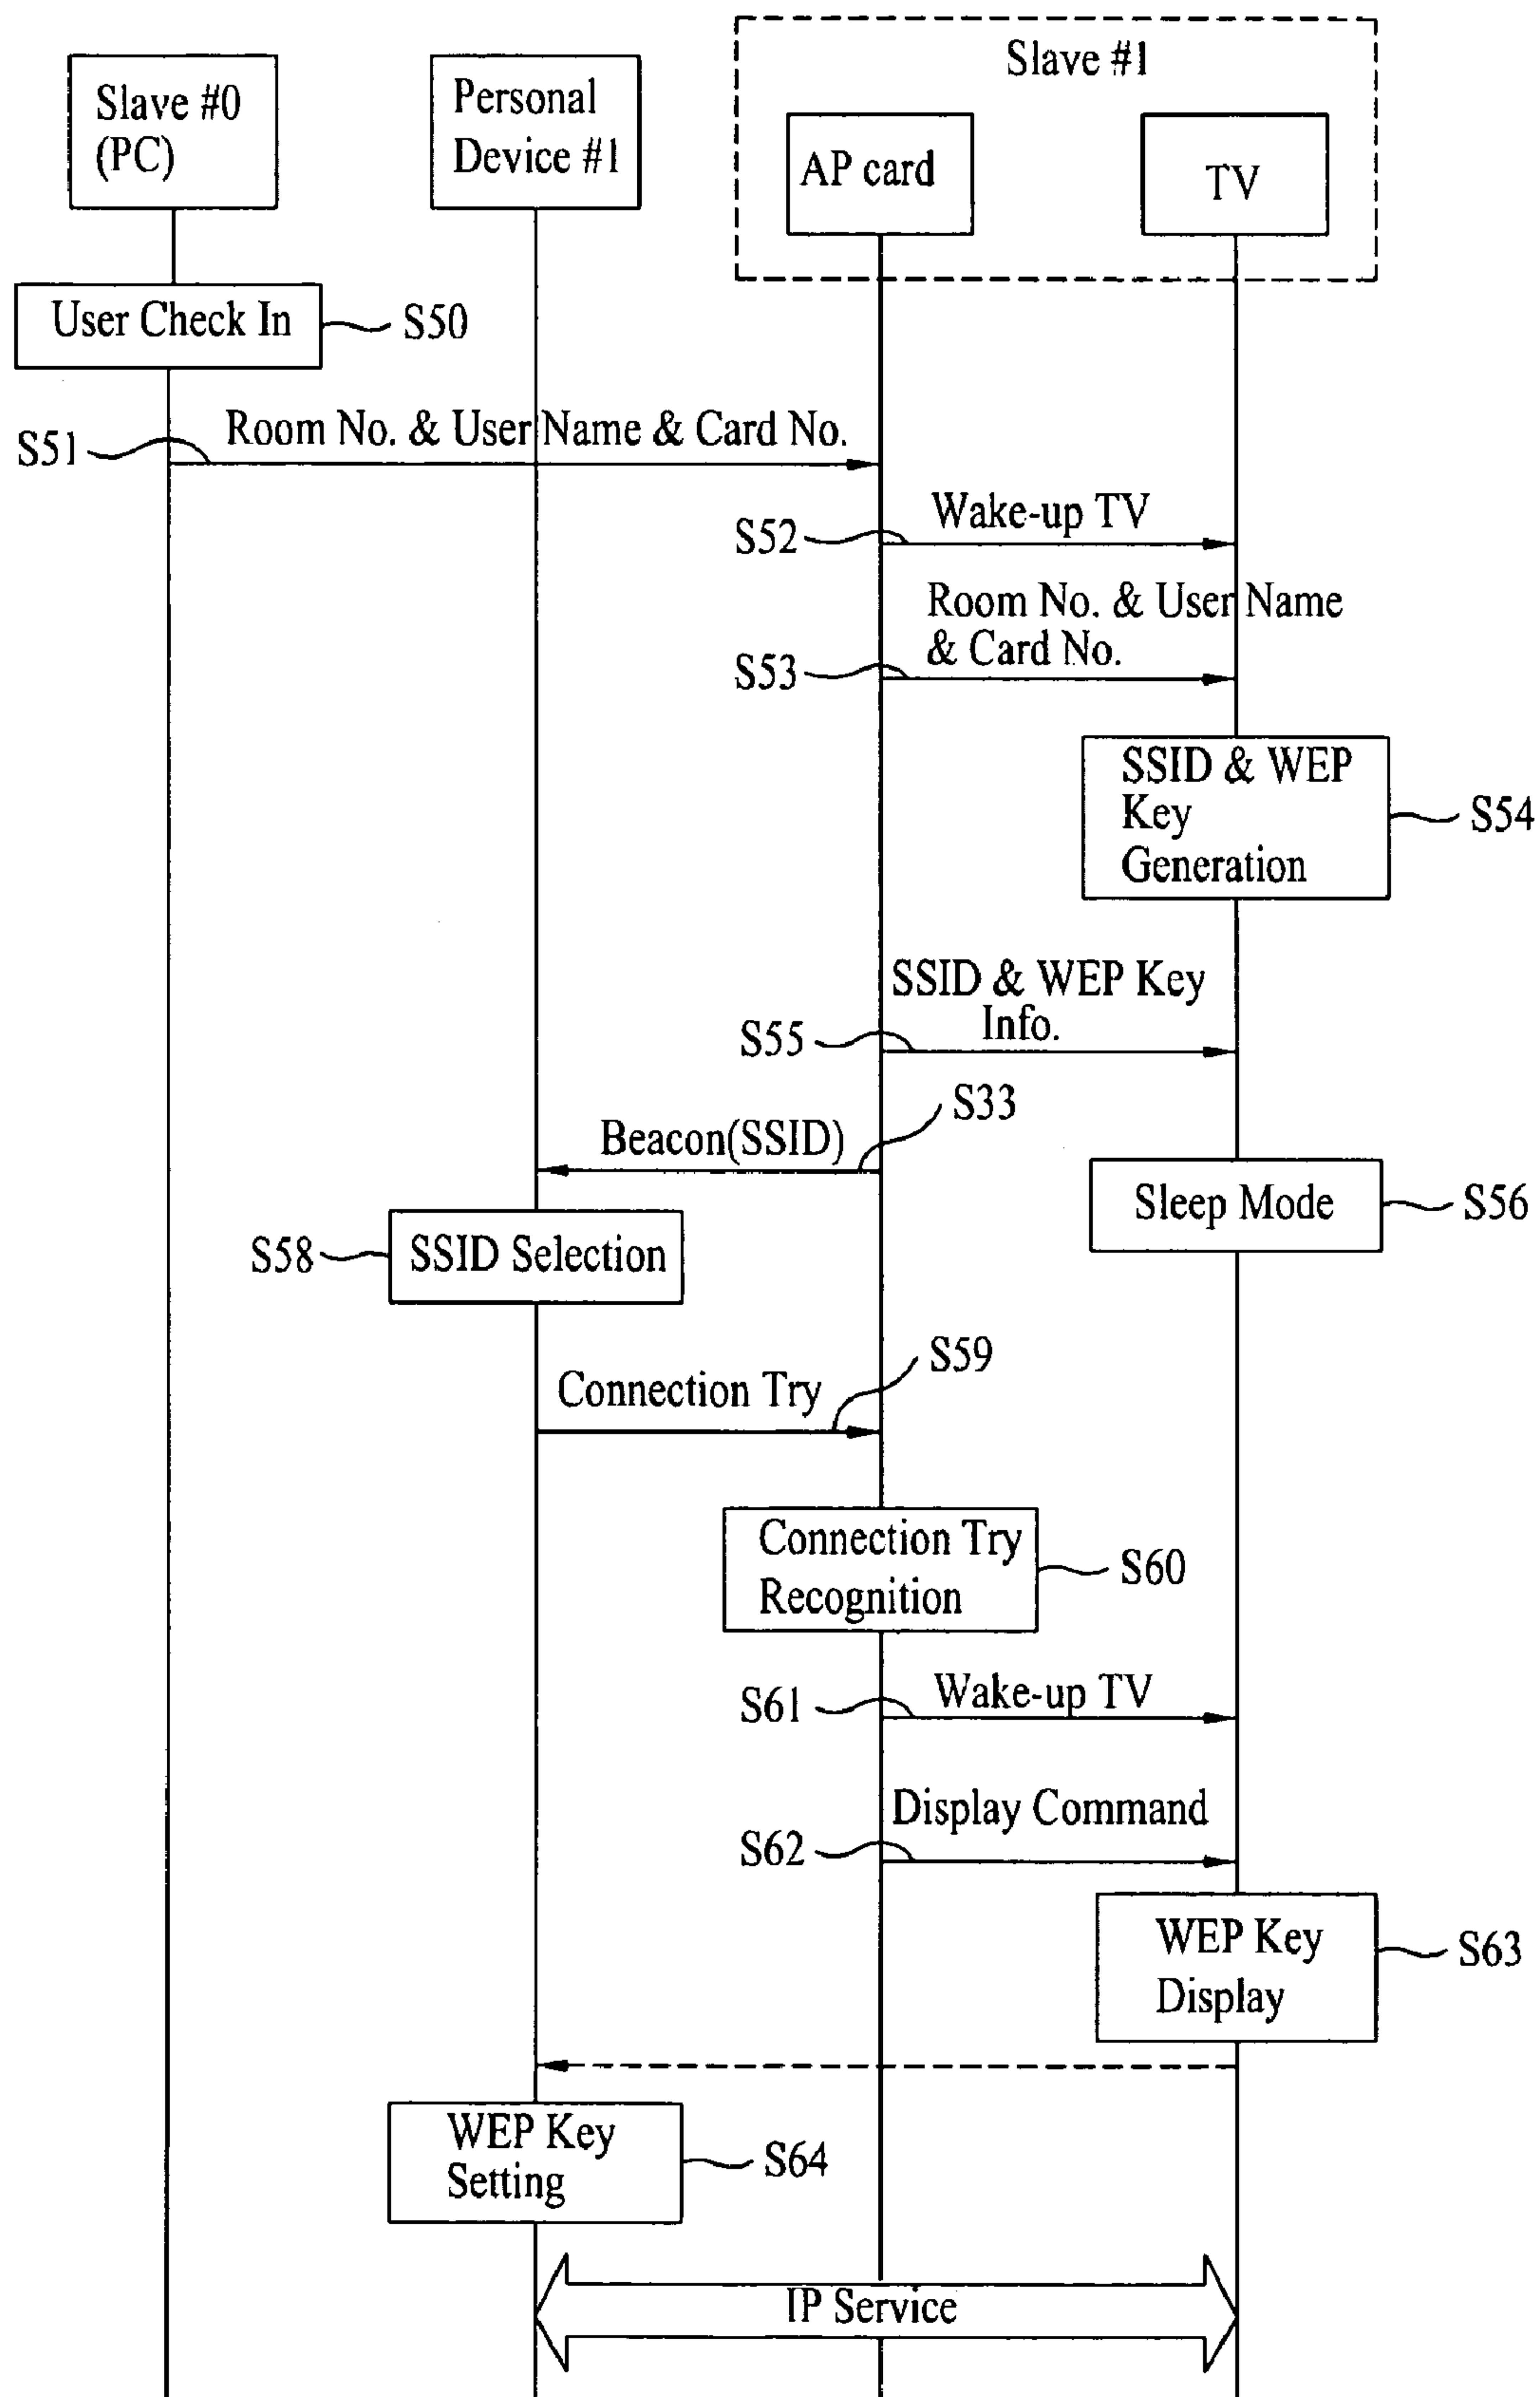 Slave #1
Slave #0
(PC)
Personal
Device #1
AP card
TV
User Check In
S50
Room No. & User Name & Card No.
S51
Wake-up TV
S52
Room No. & User Name
& Card No.
S53
SSID & WEP
Key
Generation
S54
SSID & WEP Key
Info.
S55
S33
Beacon(SSID)
Sleep Mode
S56
S58
SSID Selection
S59
Connection Try
Connection Try
Recognition
S60
Wake-up TV
S61
Display Command
S62
WEP Key
Display
S63
WEP Key
Setting
S64
IP Service